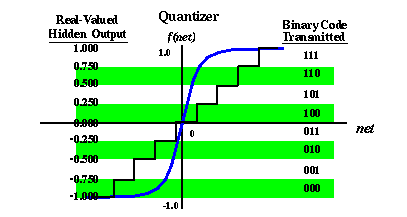 Real-Valued
Hidden Output
Quantizer
Binary Code
Transmitted
f(net)
1.000
1.0
111
0.750
110
0.500
101
0.250
100
0.000
0
net
011
-0.250
010
-0.500
001
-0.750
000
-1.000
-1.0